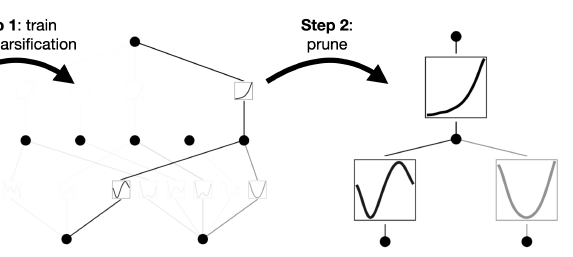 1: train
arsification
Step 2:
prune